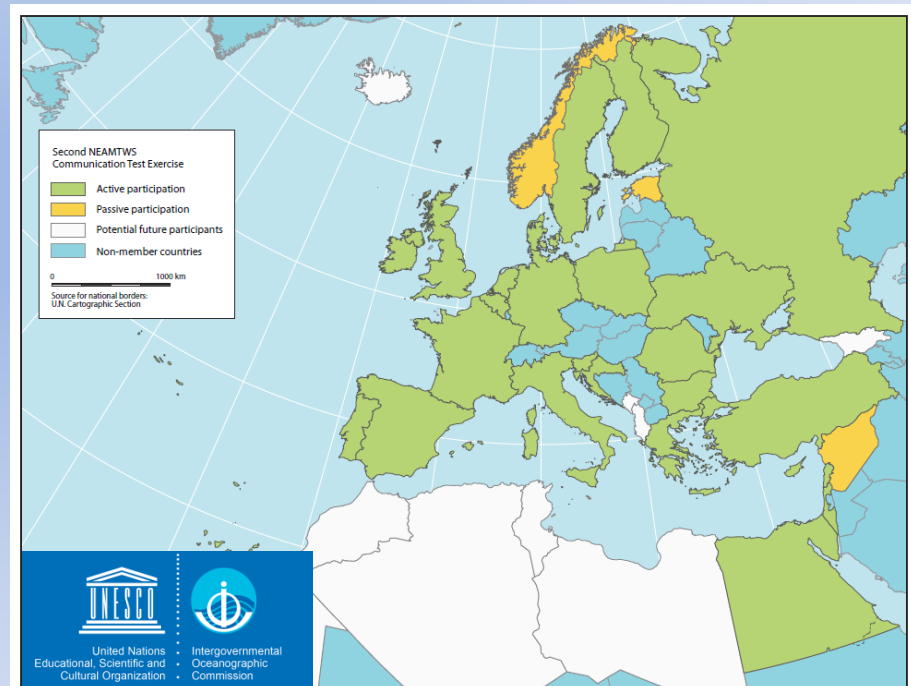 Second NEAMTWS
Communication Test Exercise
Active participation
Passive participation
Potential future participants
Non-member countries
0 1000 km
Source for national borders:
U.N. Cartographic Section
UNESCO
United Nations
Educational, Scientific and
Cultural Organization
Intergovernmental
Oceanographic
Commission